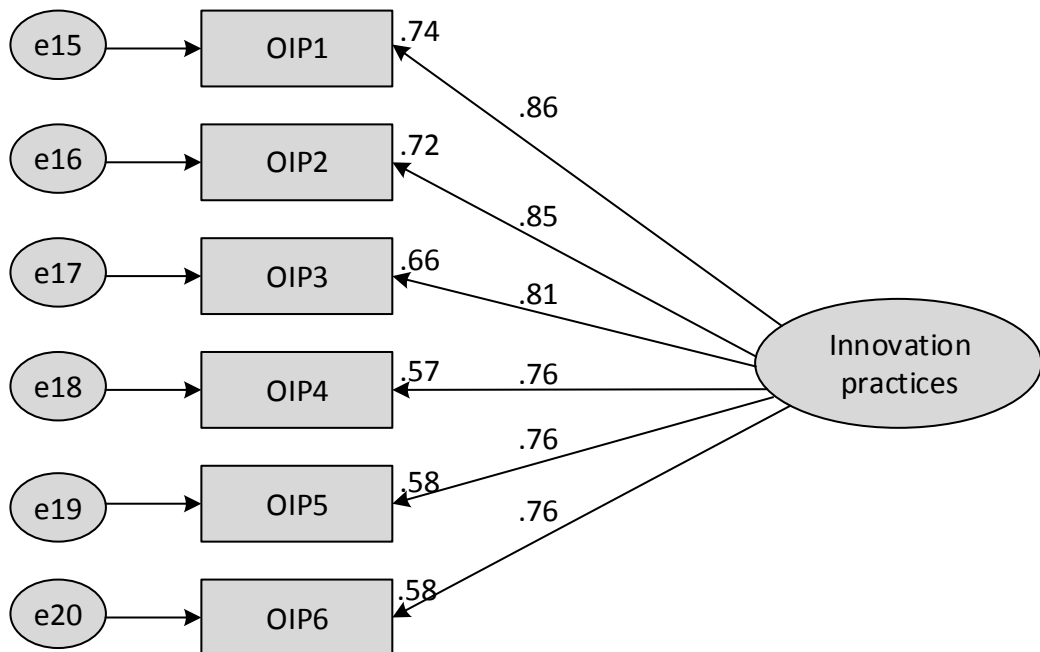 e15
OIP1
.74
.86
e16
OIP2
.72
.85
e17
OIP3
.66
.81
e18
OIP4
.57
.76
Innovation
practices
e19
OIP5
.58
.76
e20
OIP6
.58
.76